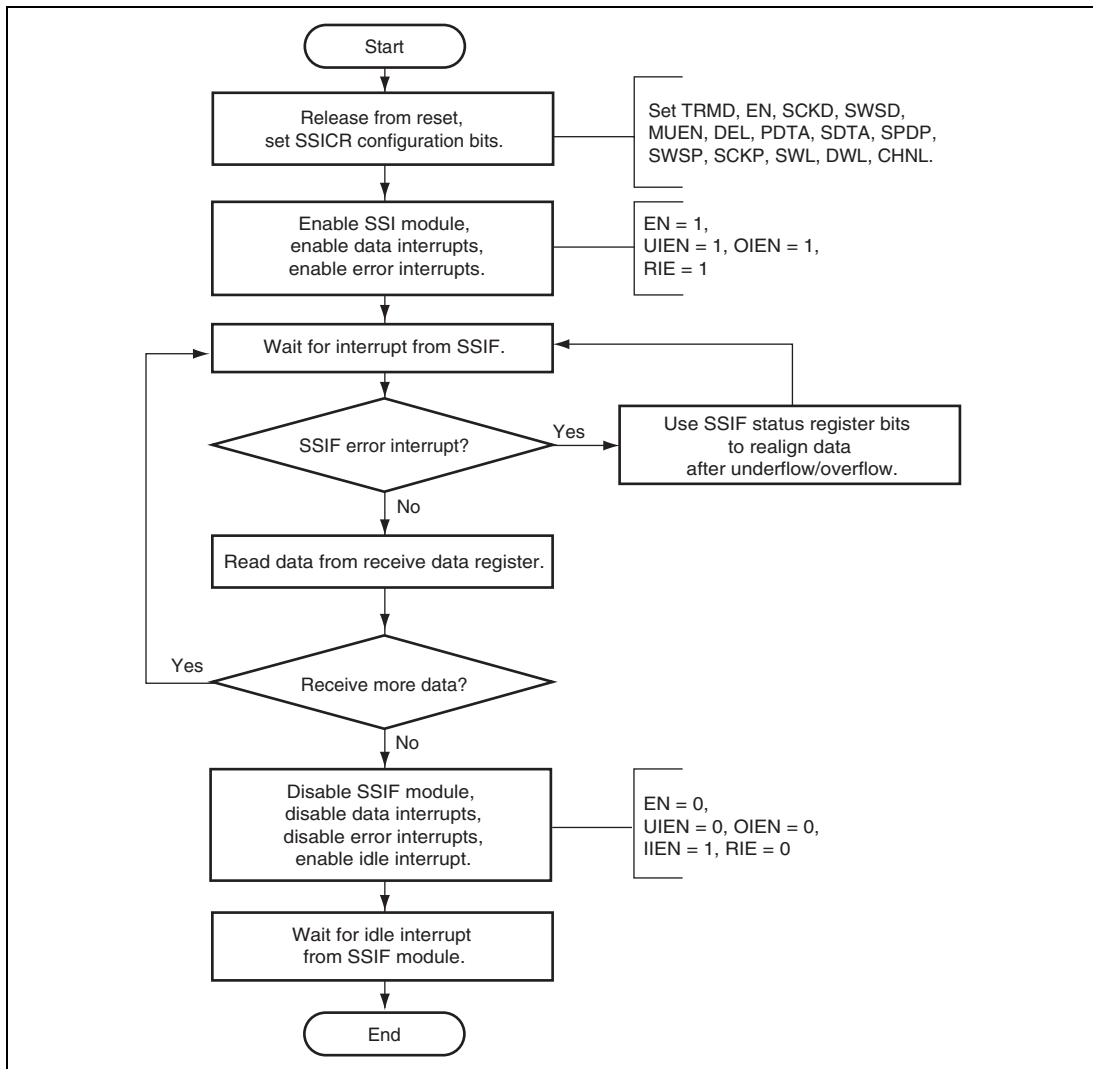 Start
Release from reset,
set SSICR configuration bits.
Set TRMD, EN, SCKD, SWSD,
MUEN, DEL, PDTA, SDTA, SPDP,
SWSP, SCKP, SWL, DWL, CHNL.
Enable SSI module,
enable data interrupts,
enable error interrupts.
EN = 1,
UIEN = 1, OIEN = 1,
RIE = 1
Wait for interrupt from SSIF.
SSIF error interrupt?
Yes
Use SSIF status register bits
to realign data
after underflow/overflow.
No
Read data from receive data register.
Yes
Receive more data?
No
Disable SSIF module,
disable data interrupts,
disable error interrupts,
enable idle interrupt.
EN = 0,
UIEN = 0, OIEN = 0,
IIEN = 1, RIE = 0
Wait for idle interrupt
from SSIF module.
End